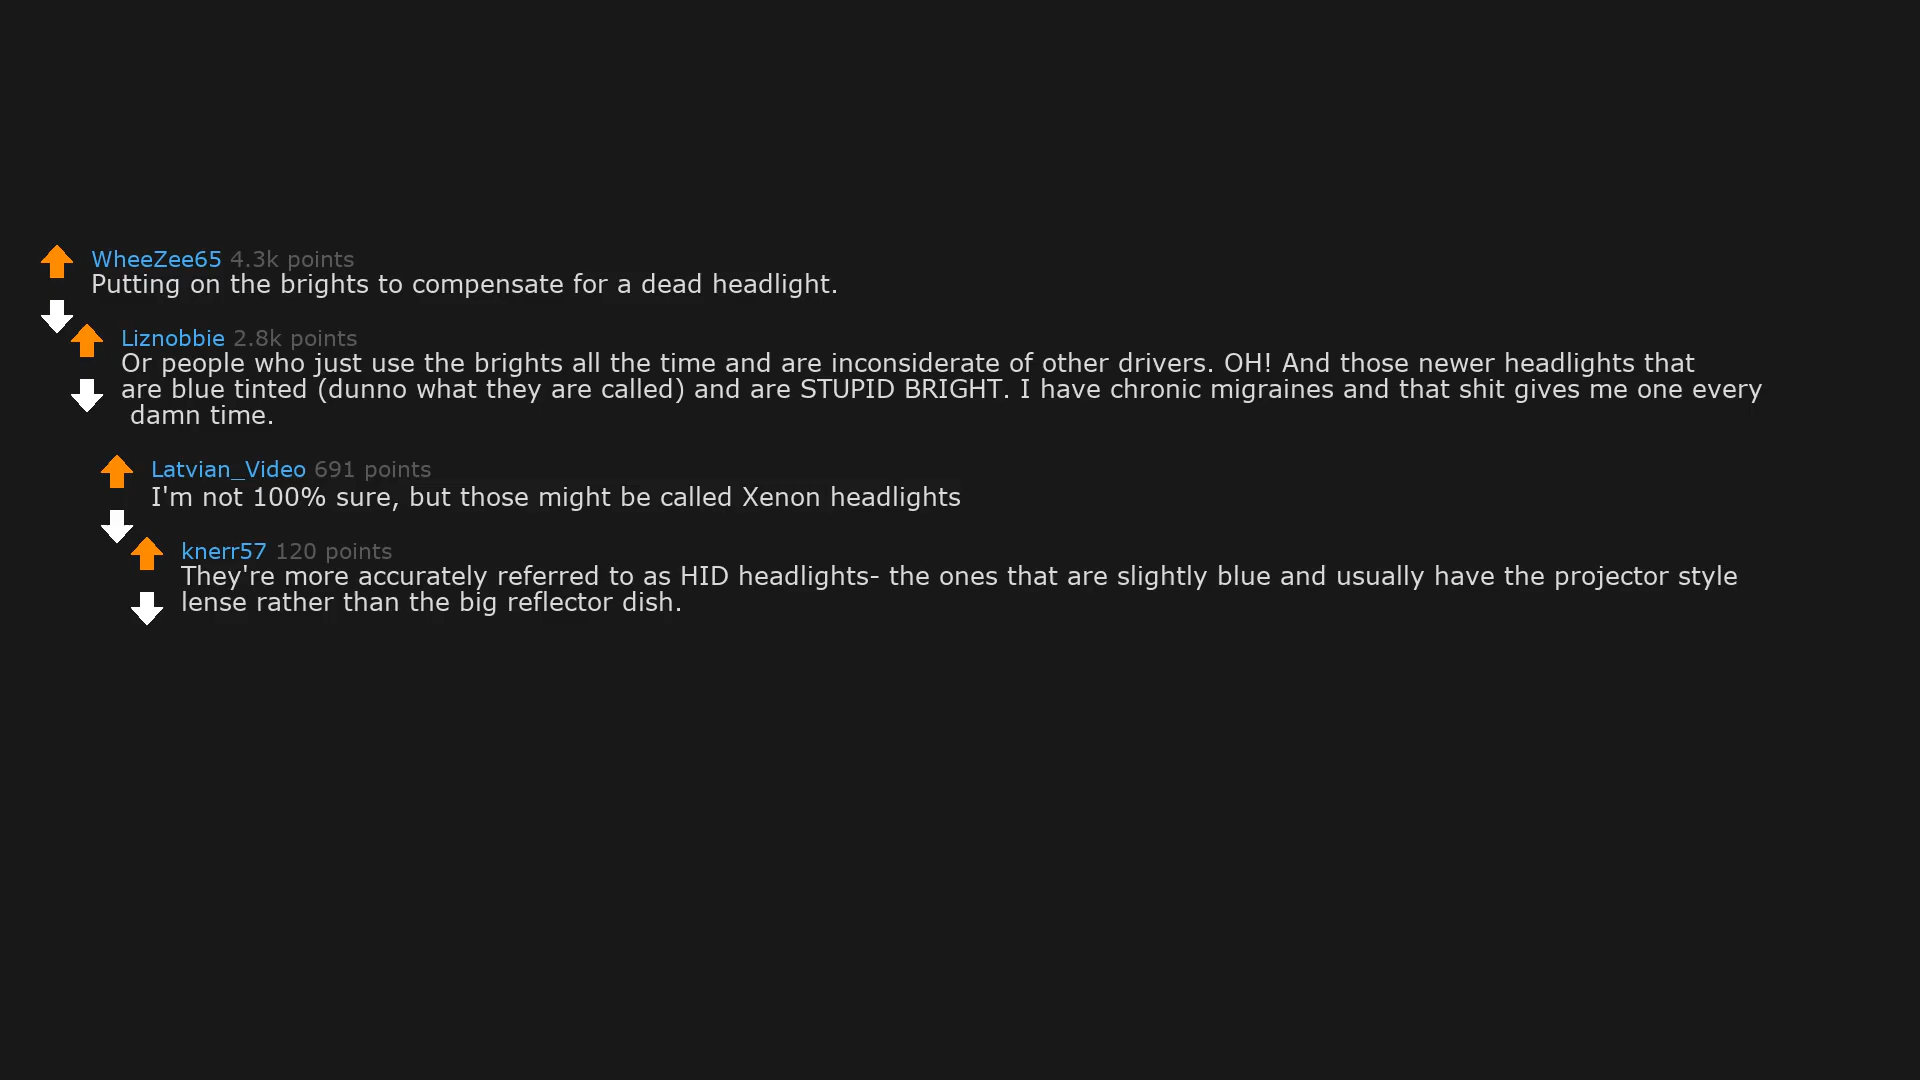 WheeZee65 4.3k points
Putting on the brights to compensate for a dead headlight.
Liznobbie 2.8k points
Or people who just use the brights all the time and are inconsiderate of other drivers. OH! And those newer headlights that
are blue tinted (dunno what they are called) and are STUPID BRIGHT. I have chronic migraines and that shit gives me one every
damn time.
Latvian_Video 691 points
I'm not 100% sure, but those might be called Xenon headlights
knerr57 120 points
They're more accurately referred to as HID headlights- the ones that are slightly blue and usually have the projector style
lense rather than the big reflector dish.